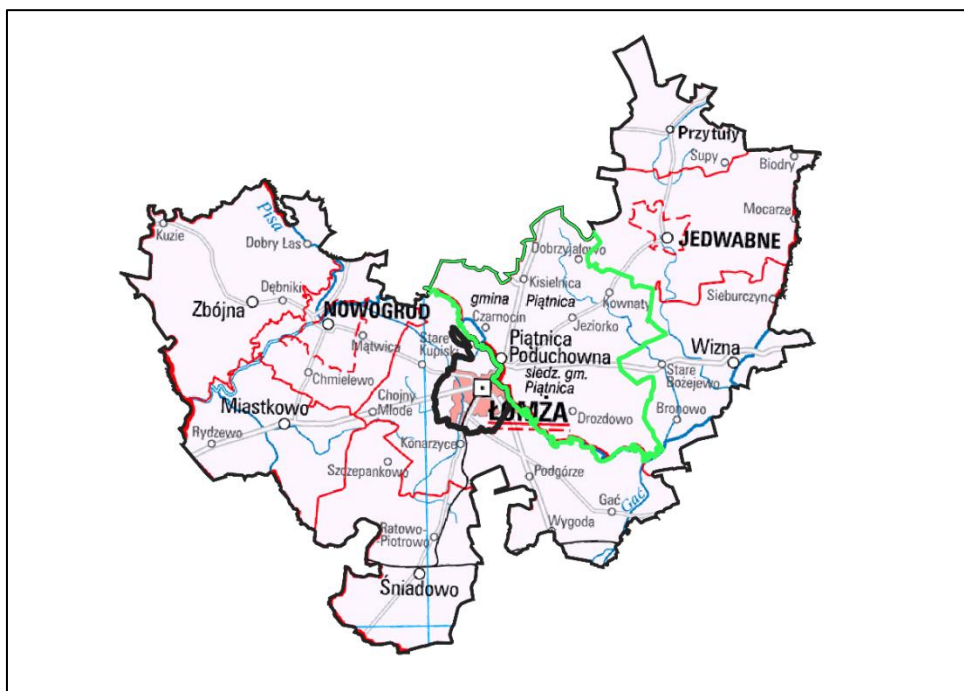 Przytuły
Supy
Biodry
Mocarze
Pisa
Kuzie
Dobry Las
Dobrzyjałowo
JEDWABNE
Kisielnica
Dębniki
gmina Piątnica
Kownaty
Sieburczyn
Zbójna
NOWOGRÓD
Czarnocin
Jeziorko
Mątwica
Stare
Kupiski
Piątnica
Poduchowna
Wizna
Chmielewo
siedz. gm.
Piątnica
Stare
Bożejewo
Miastkowo
Chojny
Młode
ŁOMŻA
Drozdowo
Bronowo
Rydzewo
Konarzyce
Szczepankowo
Podgórze
Gać
Gać
Wygoda
Ratowo-
-Piotrowo
Śniadowo